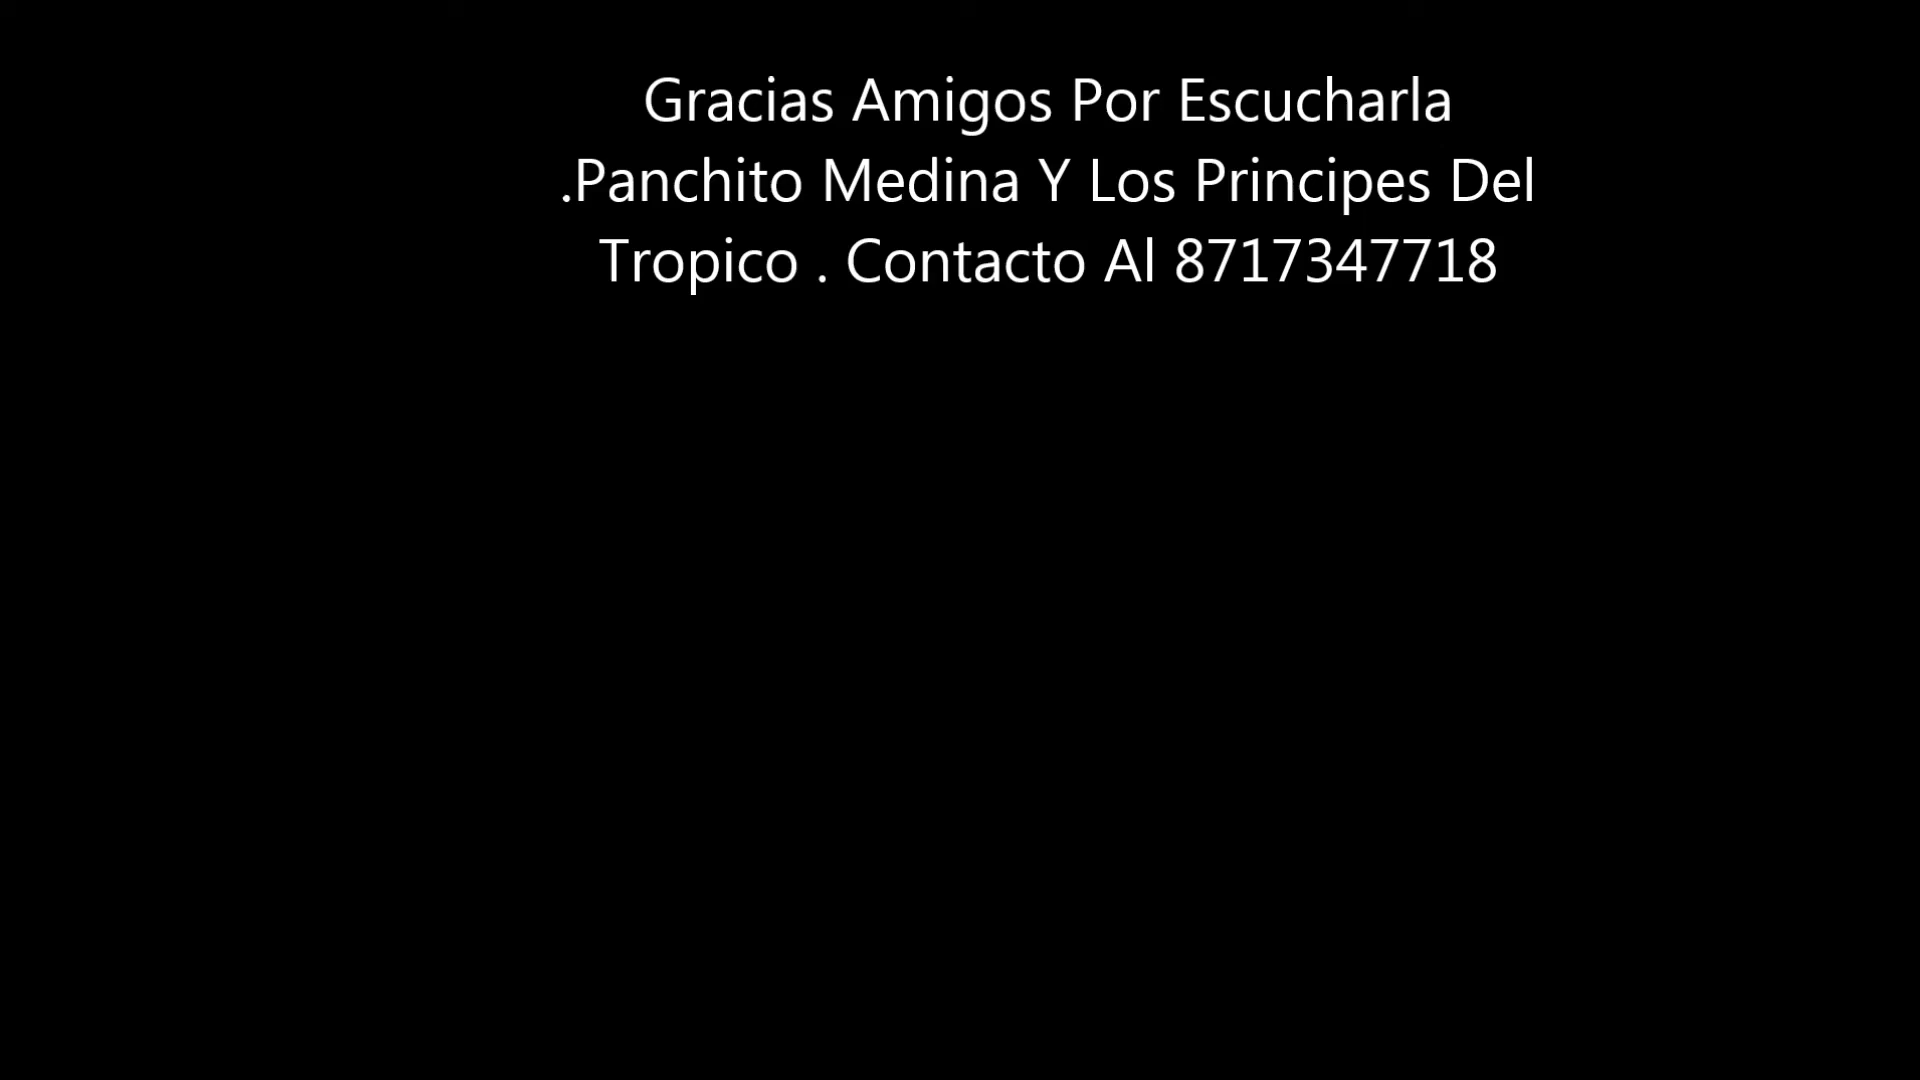 Gracias Amigos Por Escucharla
.Panchito Medina Y Los Principes Del
Tropico . Contacto Al 8717347718